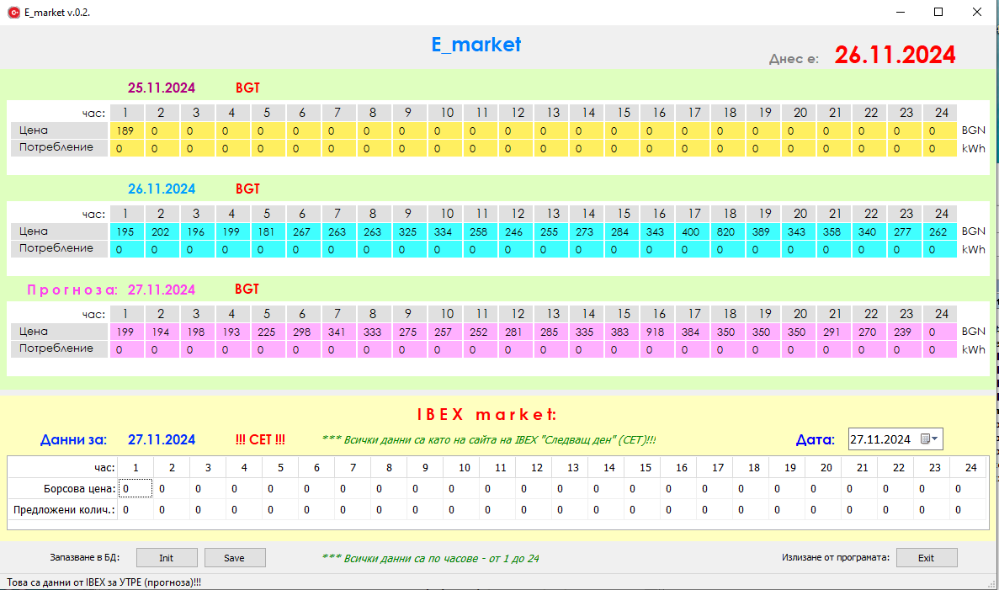 E_market v.0.2.
E_market
Днес е: 26.11.2024
25.11.2024 BGT
час: 1 2 3 4 5 6 7 8 9 10 11 12 13 14 15 16 17 18 19 20 21 22 23 24
Цена 189 0 0 0 0 0 0 0 0 0 0 0 0 0 0 0 0 0 0 0 0 0 0 0 BGN
Потребление 0 0 0 0 0 0 0 0 0 0 0 0 0 0 0 0 0 0 0 0 0 0 0 0 kWh
26.11.2024 BGT
час: 1 2 3 4 5 6 7 8 9 10 11 12 13 14 15 16 17 18 19 20 21 22 23 24
Цена 195 202 196 199 181 267 263 263 325 334 258 246 255 273 284 343 400 820 389 343 358 340 277 262 BGN
Потребление 0 0 0 0 0 0 0 0 0 0 0 0 0 0 0 0 0 0 0 0 0 0 0 0 kWh
Прогноза: 27.11.2024 BGT
час: 1 2 3 4 5 6 7 8 9 10 11 12 13 14 15 16 17 18 19 20 21 22 23 24
Цена 199 194 198 193 225 298 341 333 275 257 252 281 285 335 383 918 384 350 350 350 291 270 239 0 BGN
Потребление 0 0 0 0 0 0 0 0 0 0 0 0 0 0 0 0 0 0 0 0 0 0 0 0 kWh
IBEX market:
Данни за: 27.11.2024 !!! CET !!! *** Всички данни са като на сайта на IBEX "Следващ ден" (CET)!!! Дата: 27.11.2024
час: 1 2 3 4 5 6 7 8 9 10 11 12 13 14 15 16 17 18 19 20 21 22 23 24
Борсова цена: 0 0 0 0 0 0 0 0 0 0 0 0 0 0 0 0 0 0 0 0 0 0 0 0
Предложени колич.: 0 0 0 0 0 0 0 0 0 0 0 0 0 0 0 0 0 0 0 0 0 0 0 0
Запазване в БД: Init Save *** Всички данни са по часове - от 1 до 24 Излизане от програмата: Exit
Това са данни от IBEX за УТРЕ (прогноза)!!!